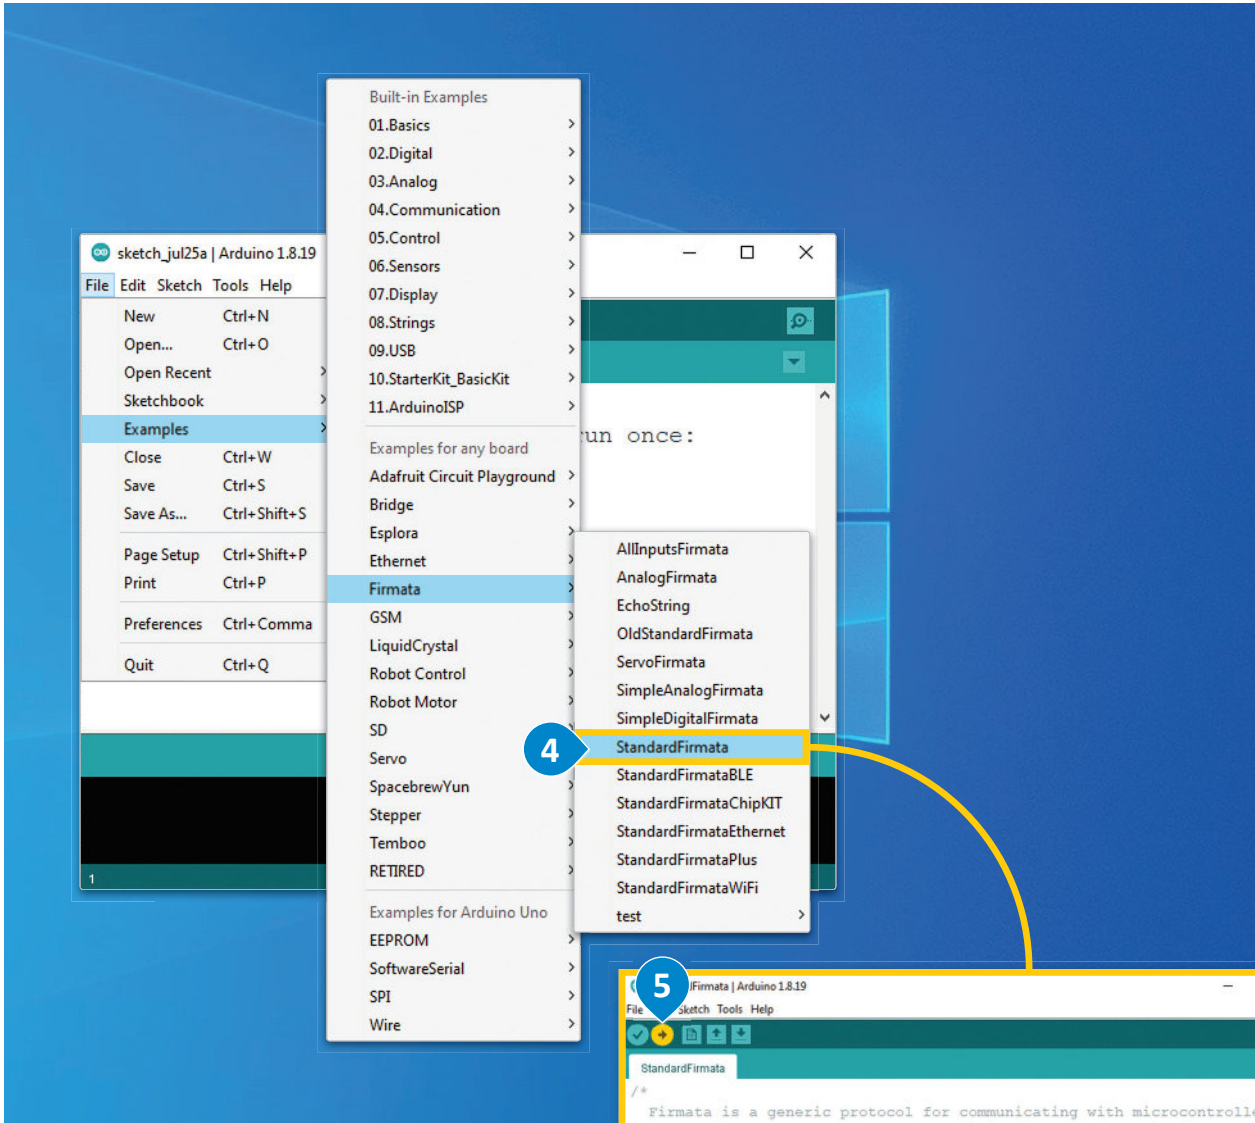 Built-in Examples
01.Basics
02.Digital
03.Analog
04.Communication
05.Control
06.Sensors
07.Display
08.Strings
09.USB
10.StarterKit_BasicKit
11.ArduinoISP
Examples for any board
Adafruit Circuit Playground
Bridge
Esplora
Ethernet
Firmata
GSM
LiquidCrystal
Robot Control
Robot Motor
SD
Servo
SpacebrewYun
Stepper
Temboo
RETIRED
Examples for Arduino Uno
EEPROM
SoftwareSerial
SPI
Wire
sketch_jul25a | Arduino 1.8.19
File Edit Sketch Tools Help
New Ctrl+N
Open... Ctrl+O
Open Recent
Sketchbook
Examples
Close Ctrl+W
Save Ctrl+S
Save As... Ctrl+Shift+S
Page Setup Ctrl+Shift+P
Print Ctrl+P
Preferences Ctrl+Comma
Quit Ctrl+Q
run once:
1
AllInputsFirmata
AnalogFirmata
EchoString
OldStandardFirmata
ServoFirmata
SimpleAnalogFirmata
SimpleDigitalFirmata
4
StandardFirmata
StandardFirmataBLE
StandardFirmataChipKIT
StandardFirmataEthernet
StandardFirmataPlus
StandardFirmataWiFi
test
5
Firmata | Arduino 1.8.19
File Sketch Tools Help
StandardFirmata
/*
Firmata is a generic protocol for communicating with